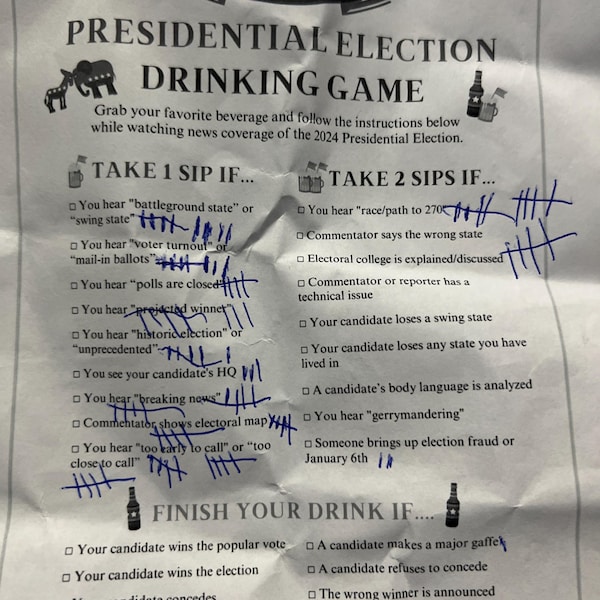 PRESIDENTIAL ELECTION
DRINKING GAME
Grab your favorite beverage and follow the instructions below
while watching news coverage of the 2024 Presidential Election.
TAKE 1 SIP IF...
You hear "battleground state" or
"swing state"
You hear "voter turnout" or
"mail-in ballots"
You hear "polls are closed"
You hear "projected winner"
You hear "historic election" or
"unprecedented"
You see your candidate's HQ
You hear "breaking news"
Commentator shows electoral map
You hear "too early to call" or "too
close to call"
TAKE 2 SIPS IF...
You hear "race/path to 270"
Commentator says the wrong state
Electoral college is explained/discussed
Commentator or reporter has a
technical issue
Your candidate loses a swing state
Your candidate loses any state you have
lived in
A candidate's body language is analyzed
You hear "gerrymandering"
Someone brings up election fraud or
January 6th
FINISH YOUR DRINK IF....
Your candidate wins the popular vote
Your candidate wins the election
candidate concedes
A candidate makes a major gaffe
A candidate refuses to concede
The wrong winner is announced